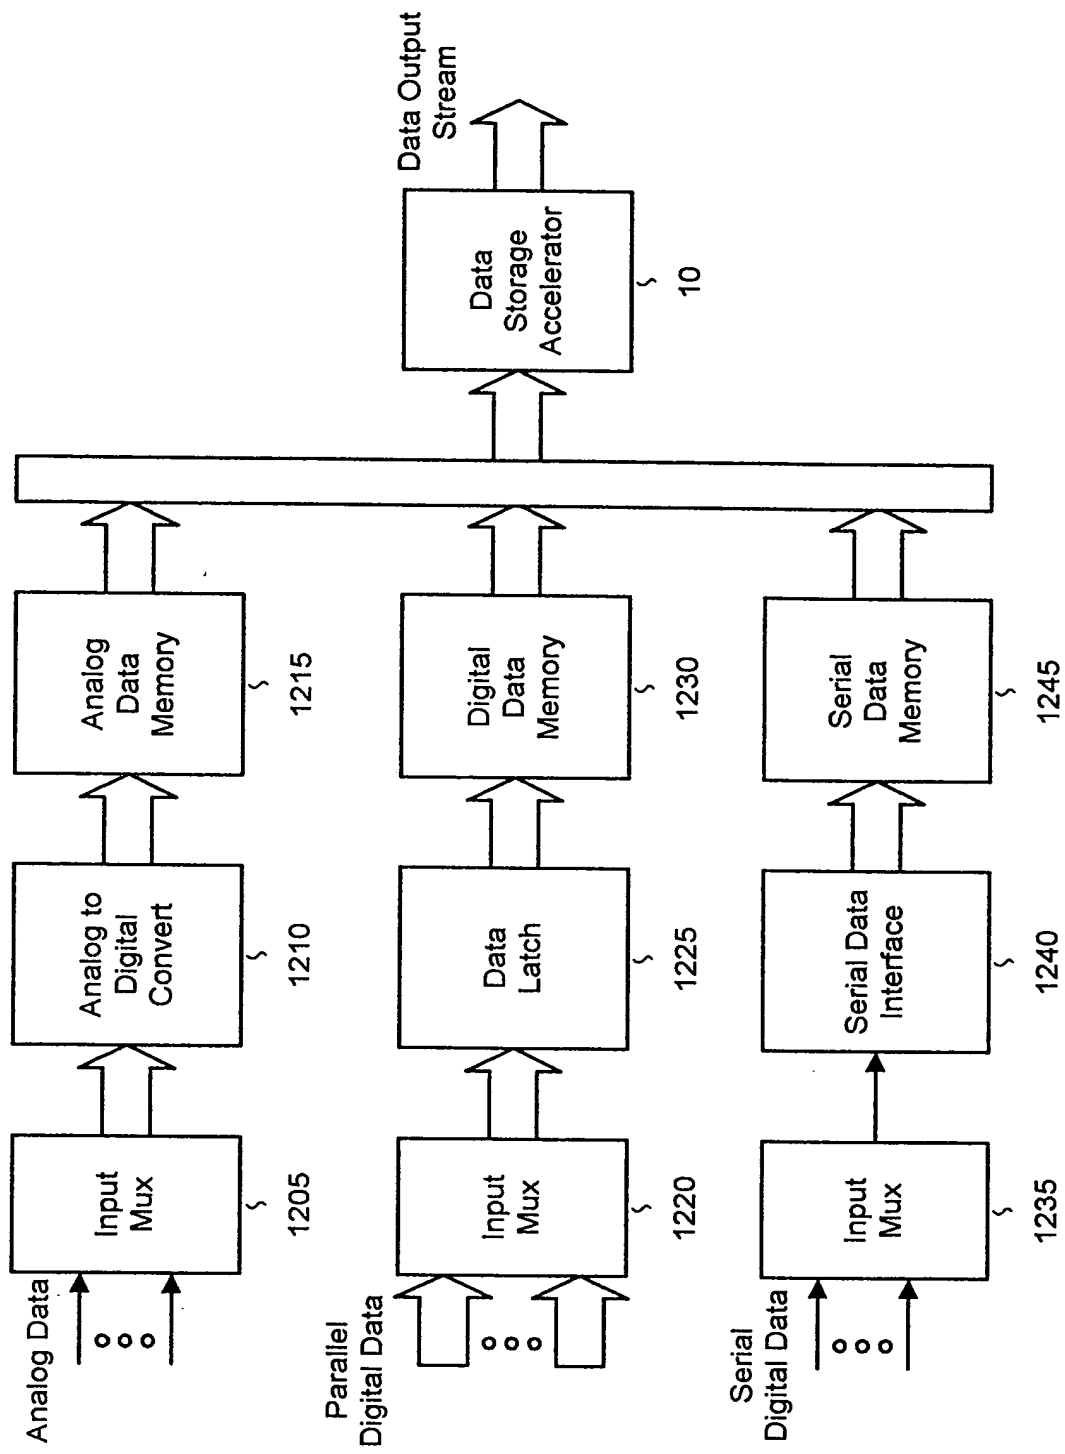 Analog Data
Input
Mux
1205
Analog to
Digital
Convert
1210
Analog
Data
Memory
1215
Parallel
Digital Data
Input
Mux
1220
Data
Latch
1225
Digital
Data
Memory
1230
Serial
Digital Data
Input
Mux
1235
Serial Data
Interface
1240
Serial
Data
Memory
1245
Data
Storage
Accelerator
10
Data Output
Stream